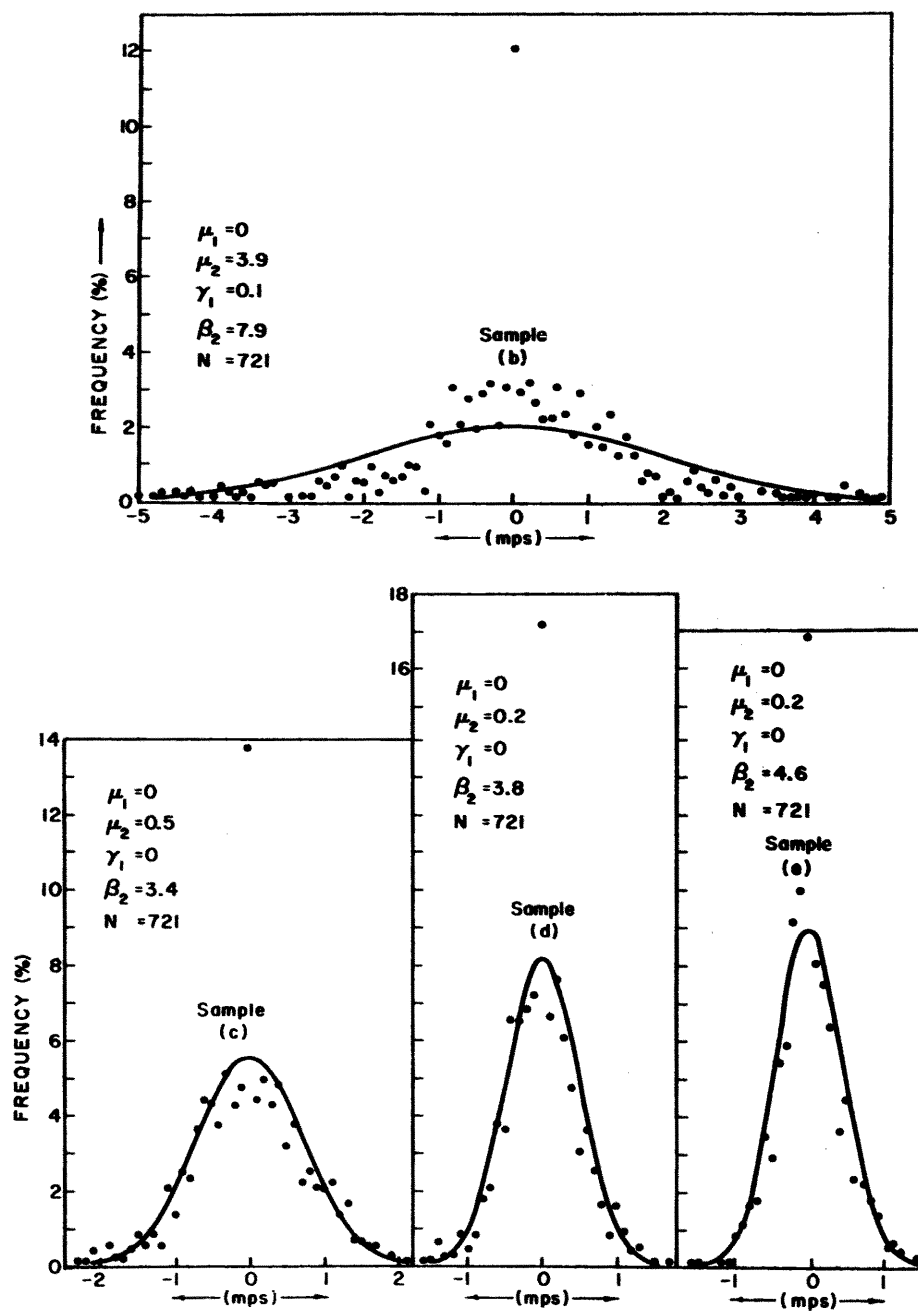 12
10
8
6
4
2
0
FREQUENCY (%)
μ₁ =0
μ₂ =3.9
γ₁ =0.1
β₂ =7.9
N =721
Sample
(b)
-5 -4 -3 -2 -1 0 1 2 3 4 5
(mps)
14
12
10
8
6
4
2
0
FREQUENCY (%)
μ₁ =0
μ₂ =0.5
γ₁ =0
β₂ =3.4
N =721
Sample
(c)
-2 -1 0 1 2
(mps)
18
16
μ₁ =0
μ₂ =0.2
γ₁ =0
β₂ =3.8
N =721
Sample
(d)
-1 0 1
(mps)
μ₁ =0
μ₂ =0.2
γ₁ =0
β₂ =4.6
N =721
Sample
(e)
-1 0 1
(mps)